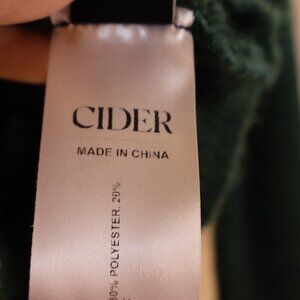 CIDER
MADE IN CHINA
POLYESTER, 20%